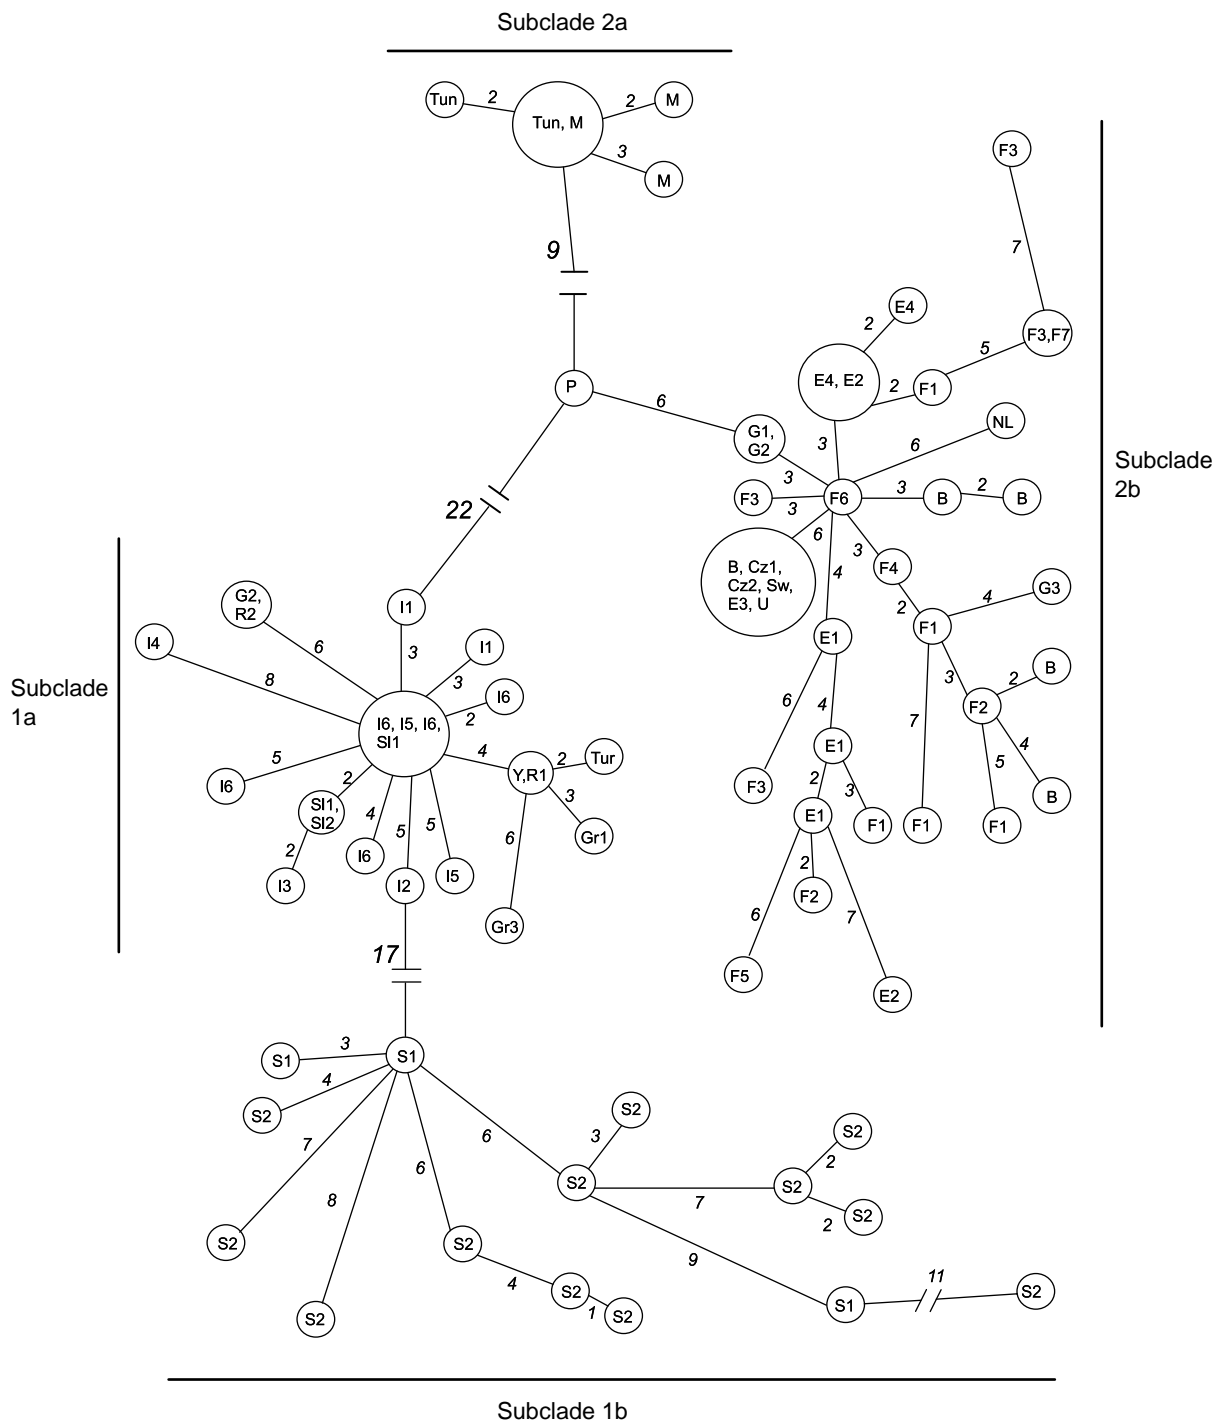 Subclade 2a
Tun
2
Tun, M
2
M
3
M
9
F3
7
F3,F7
5
E4
2
E4, E2
2
F1
P
6
G1,
G2
3
6
NL
3
F3
3
F6
3
B
2
B
Subclade
2b
22
B, Cz1,
Cz2, Sw,
E3, U
6
4
3
F4
2
F1
4
G3
E1
3
F2
2
B
6
4
7
5
4
B
F3
E1
2
3
E1
F1
F1
F1
2
F2
6
7
F5
E2
Subclade
1a
I1
G2,
R2
I4
6
8
3
I1
3
I6
2
I6, I5, I6,
SI1
5
I6
2
SI1,
SI2
2
I3
4
I6
5
I2
5
I5
4
Y,R1
2
Tur
3
Gr1
6
Gr3
17
S1
3
S1
4
S2
7
S2
8
S2
6
S2
4
S2
1
S2
6
S2
3
S2
7
S2
2
S2
2
S2
9
S1
11
S2
Subclade 1b